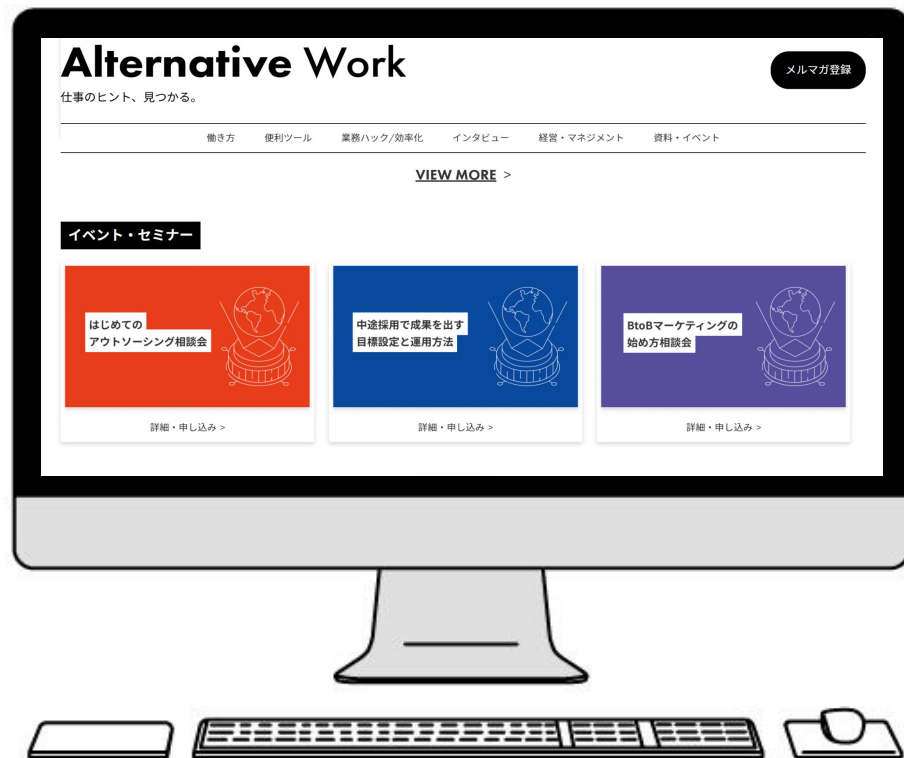 Alternative Work
メルマガ登録
仕事のヒント、見つかる。
働き方 便利ツール 業務ハック/効率化 インタビュー 経営・マネジメント 資料・イベント
VIEW MORE >
イベント・セミナー
はじめての
アウトソーシング相談会
中途採用で成果を出す
目標設定と運用方法
BtoBマーケティングの
始め方相談会
詳細・申し込み >
詳細・申し込み >
詳細・申し込み >